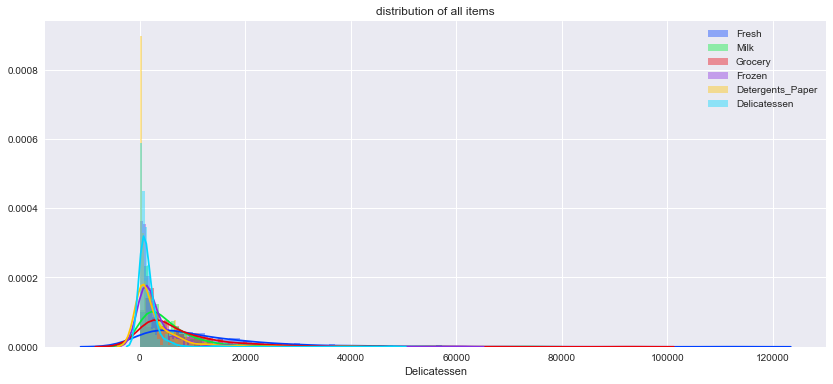 distribution of all items
Fresh
Milk
Grocery
Frozen
Detergents_Paper
Delicatessen
0.0008
0.0006
0.0004
0.0002
0.0000
0
20000
40000
60000
80000
100000
120000
Delicatessen